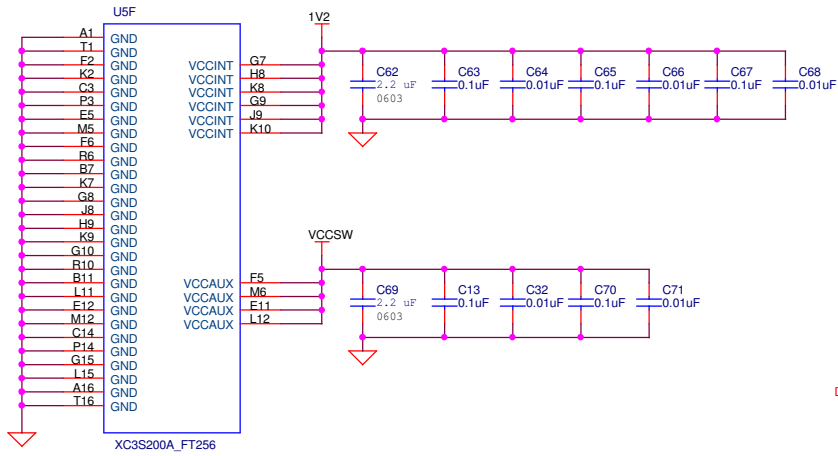 U5F
1V2
A1 GND
T1 GND
F2 GND VCCINT G7
K2 GND VCCINT H8
C3 GND VCCINT K8
P3 GND VCCINT G9
E5 GND VCCINT J9
M5 GND VCCINT K10
F6 GND
R6 GND
B7 GND
K7 GND
G8 GND
J8 GND
H9 GND
K9 GND
G10 GND
R10 GND
B11 GND VCCAUX F5
L11 GND VCCAUX M6
E12 GND VCCAUX E11
M12 GND VCCAUX L12
C14 GND
P14 GND
G15 GND
L15 GND
A16 GND
T16 GND
XC3S200A_FT256
C62 C63 C64 C65 C66 C67 C68
2.2 uF 0.1uF 0.01uF 0.1uF 0.01uF 0.1uF 0.01uF
0603
VCCSW
C69 C13 C32 C70 C71
2.2 uF 0.1uF 0.01uF 0.1uF 0.01uF
0603